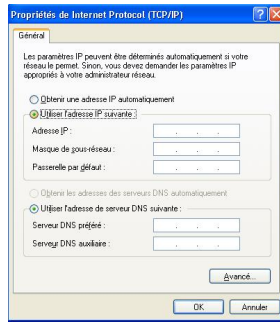 Propriétés de Internet Protocol (TCP/IP)
Général
Les paramètres IP peuvent être déterminés automatiquement si votre
réseau le permet. Sinon, vous devez demander les paramètres IP
appropriés à votre administrateur réseau.
Obtenir une adresse IP automatiquement
Utiliser l'adresse IP suivante :
Adresse IP :
Masque de sous-réseau :
Passerelle par défaut :
Obtenir les adresses des serveurs DNS automatiquement
Utiliser l'adresse de serveur DNS suivante :
Serveur DNS préféré :
Serveur DNS auxiliaire :
Avancé...
OK Annuler